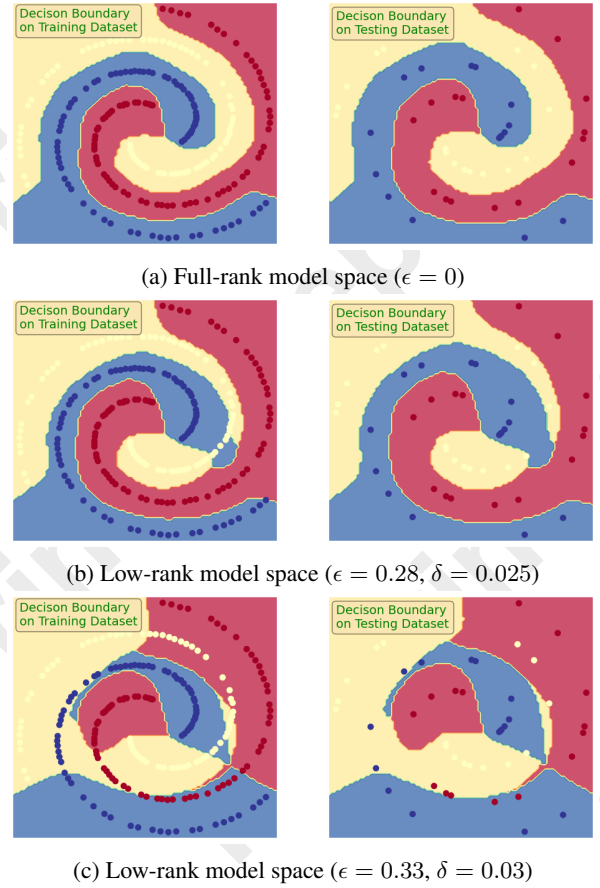 Decison Boundary
on Training Dataset
Decison Boundary
on Testing Dataset
(a) Full-rank model space (ϵ = 0)
Decison Boundary
on Training Dataset
Decison Boundary
on Testing Dataset
(b) Low-rank model space (ϵ = 0.28, δ = 0.025)
Decison Boundary
on Training Dataset
Decison Boundary
on Testing Dataset
(c) Low-rank model space (ϵ = 0.33, δ = 0.03)